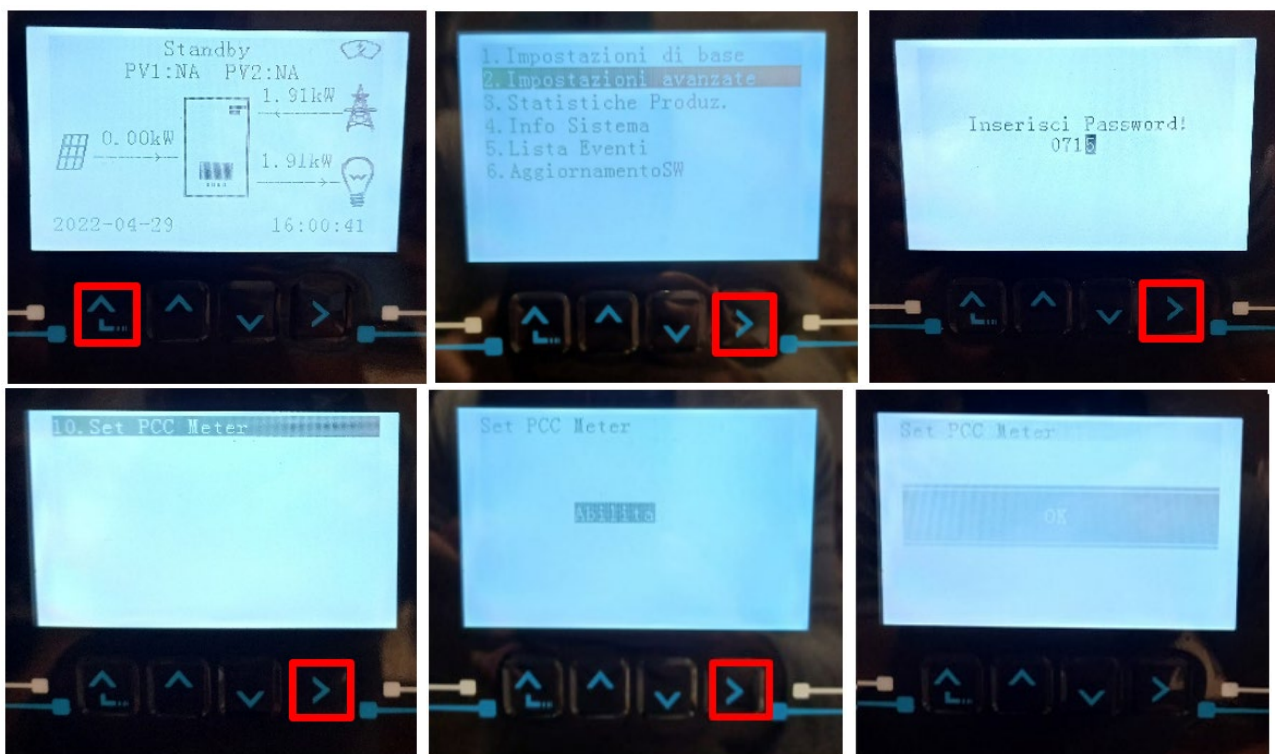 Standby
PV1:NA PV2:NA
1.91kW
0.00kW
1.91kW
2022-04-29 16:00:41
1.Impostazioni di base
2.Impostazioni avanzate
3.Statistiche Produz.
4.Info Sistema
5.Lista Eventi
6.AggiornamentoSW
Inserisci Password!
0715
10.Set PCC Meter
Set PCC Meter
Abilita
Set PCC Meter
OK